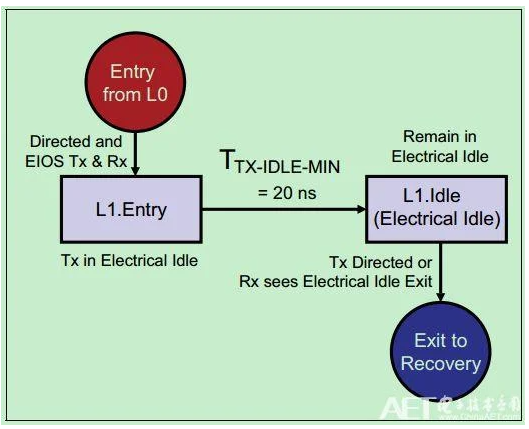 Entry
from L0
Directed and
EIOS Tx & Rx
L1.Entry
Tx in Electrical Idle
TTX-IDLE-MIN
= 20 ns
Remain in
Electrical Idle
L1.Idle
(Electrical Idle)
Tx Directed or
Rx sees Electrical Idle Exit
Exit to
Recovery
AET